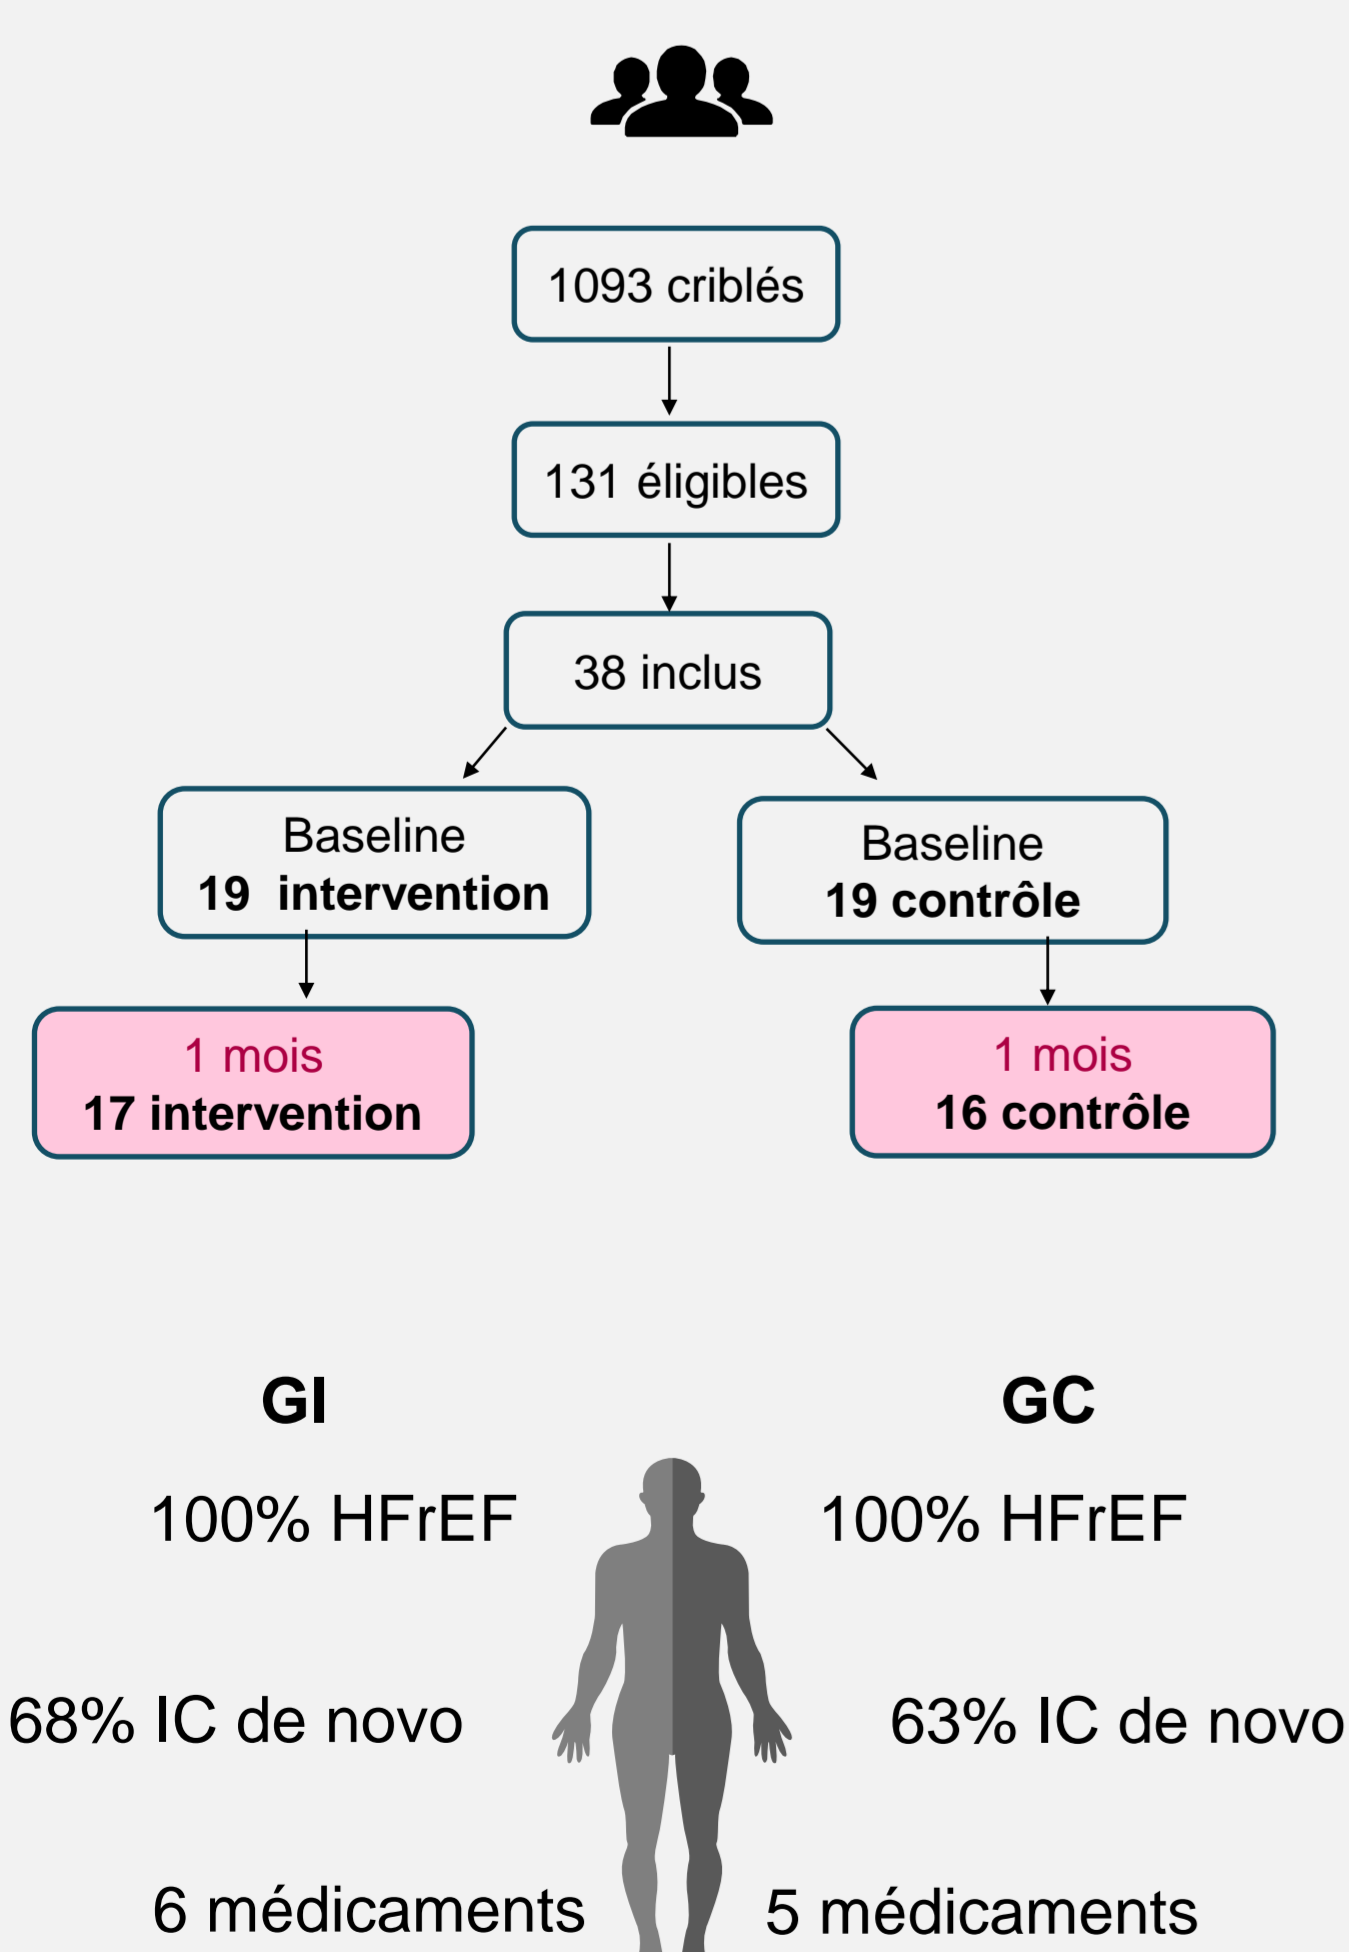 1093 criblés
131 éligibles
38 inclus
Baseline
19 intervention
Baseline
19 contrôle
1 mois
17 intervention
1 mois
16 contrôle
GI
GC
100% HFrEF
100% HFrEF
68% IC de novo
63% IC de novo
6 médicaments
5 médicaments